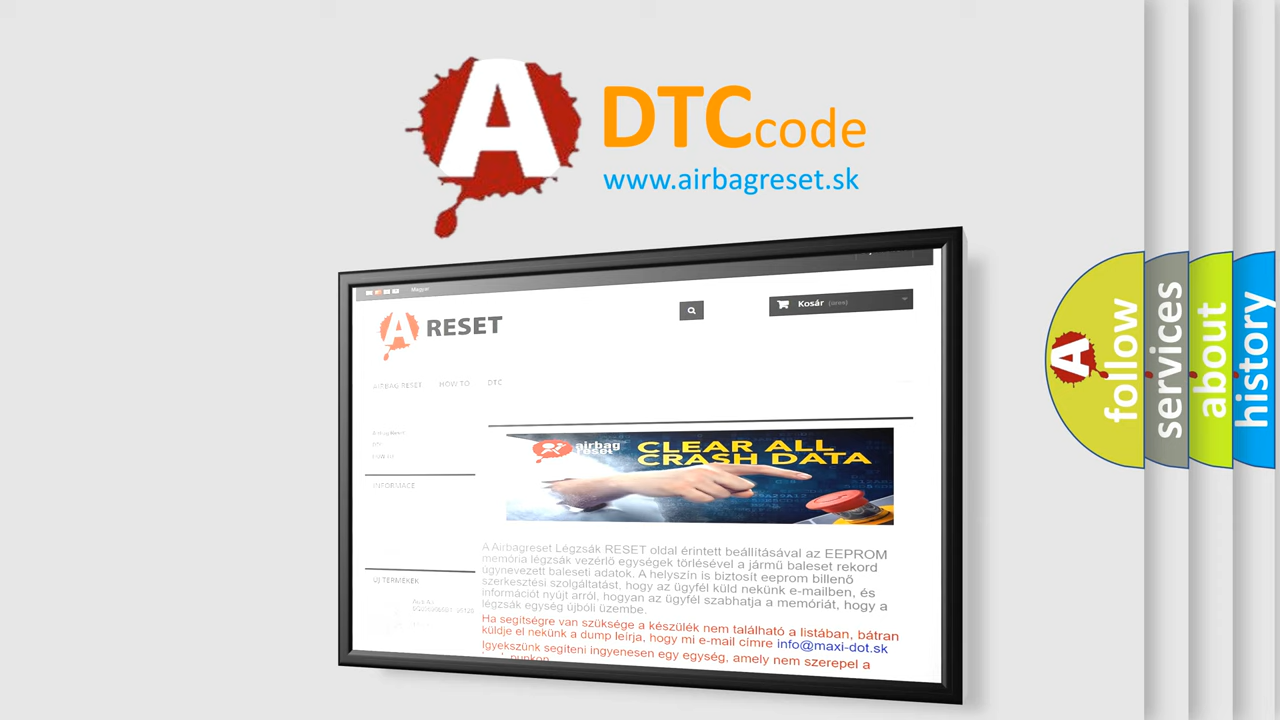 A
DTCcode
www.airbagreset.sk
Magyar
A RESET
Kosár (üres)
AIRBAG RESET HOW TO DTC
INFORMACE
airbag
reset
CLEAR ALL
CRASH DATA
A Airbagreset Légzsák RESET oldal érintett beállításával az EEPROM
memória légzsák vezérlő egységek törlésével a jármű baleset rekord
úgynevezett baleseti adatok. A helyszín is biztosít eeprom billenő
szerkesztési szolgáltatást, hogy az ügyfél küld nekünk e-mailben, és
információt nyújt arról, hogyan az ügyfél szabhatja a memóriát, hogy a
légzsák egység újbóli üzembe.
ÚJ TERMÉKEK
Ha segítségre van szüksége a készülék nem található a listában, bátran
küldje el nekünk a dump leírja, hogy mi e-mail címre info@maxi-dot.sk
Igyekszünk segíteni ingyenesen egy egység, amely nem szerepel a
A
follow
services
about
history